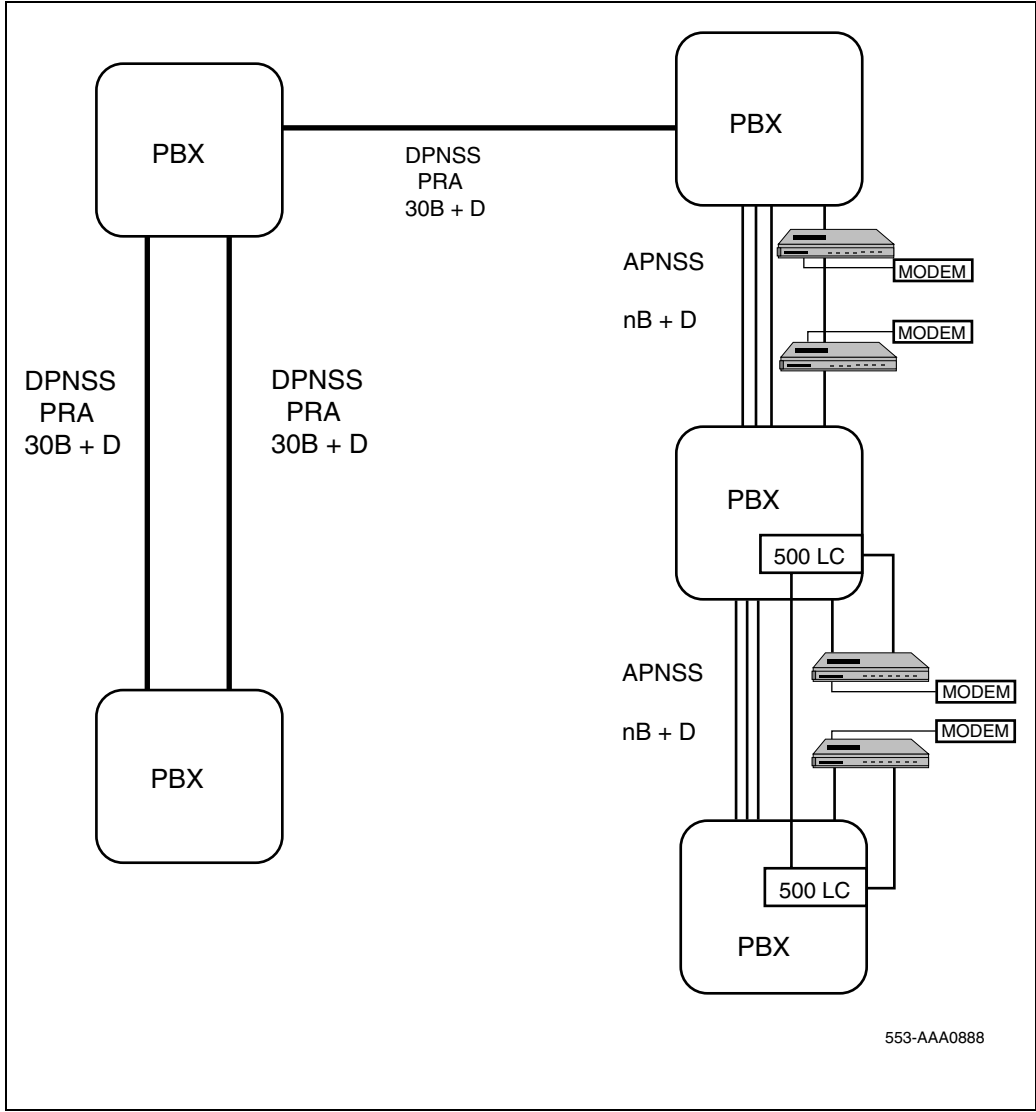 PBX
PBX
DPNSS
PRA
30B + D
APNSS
nB + D
MODEM
MODEM
DPNSS
PRA
30B + D
DPNSS
PRA
30B + D
PBX
500 LC
APNSS
nB + D
MODEM
MODEM
PBX
500 LC
PBX
553-AAA0888